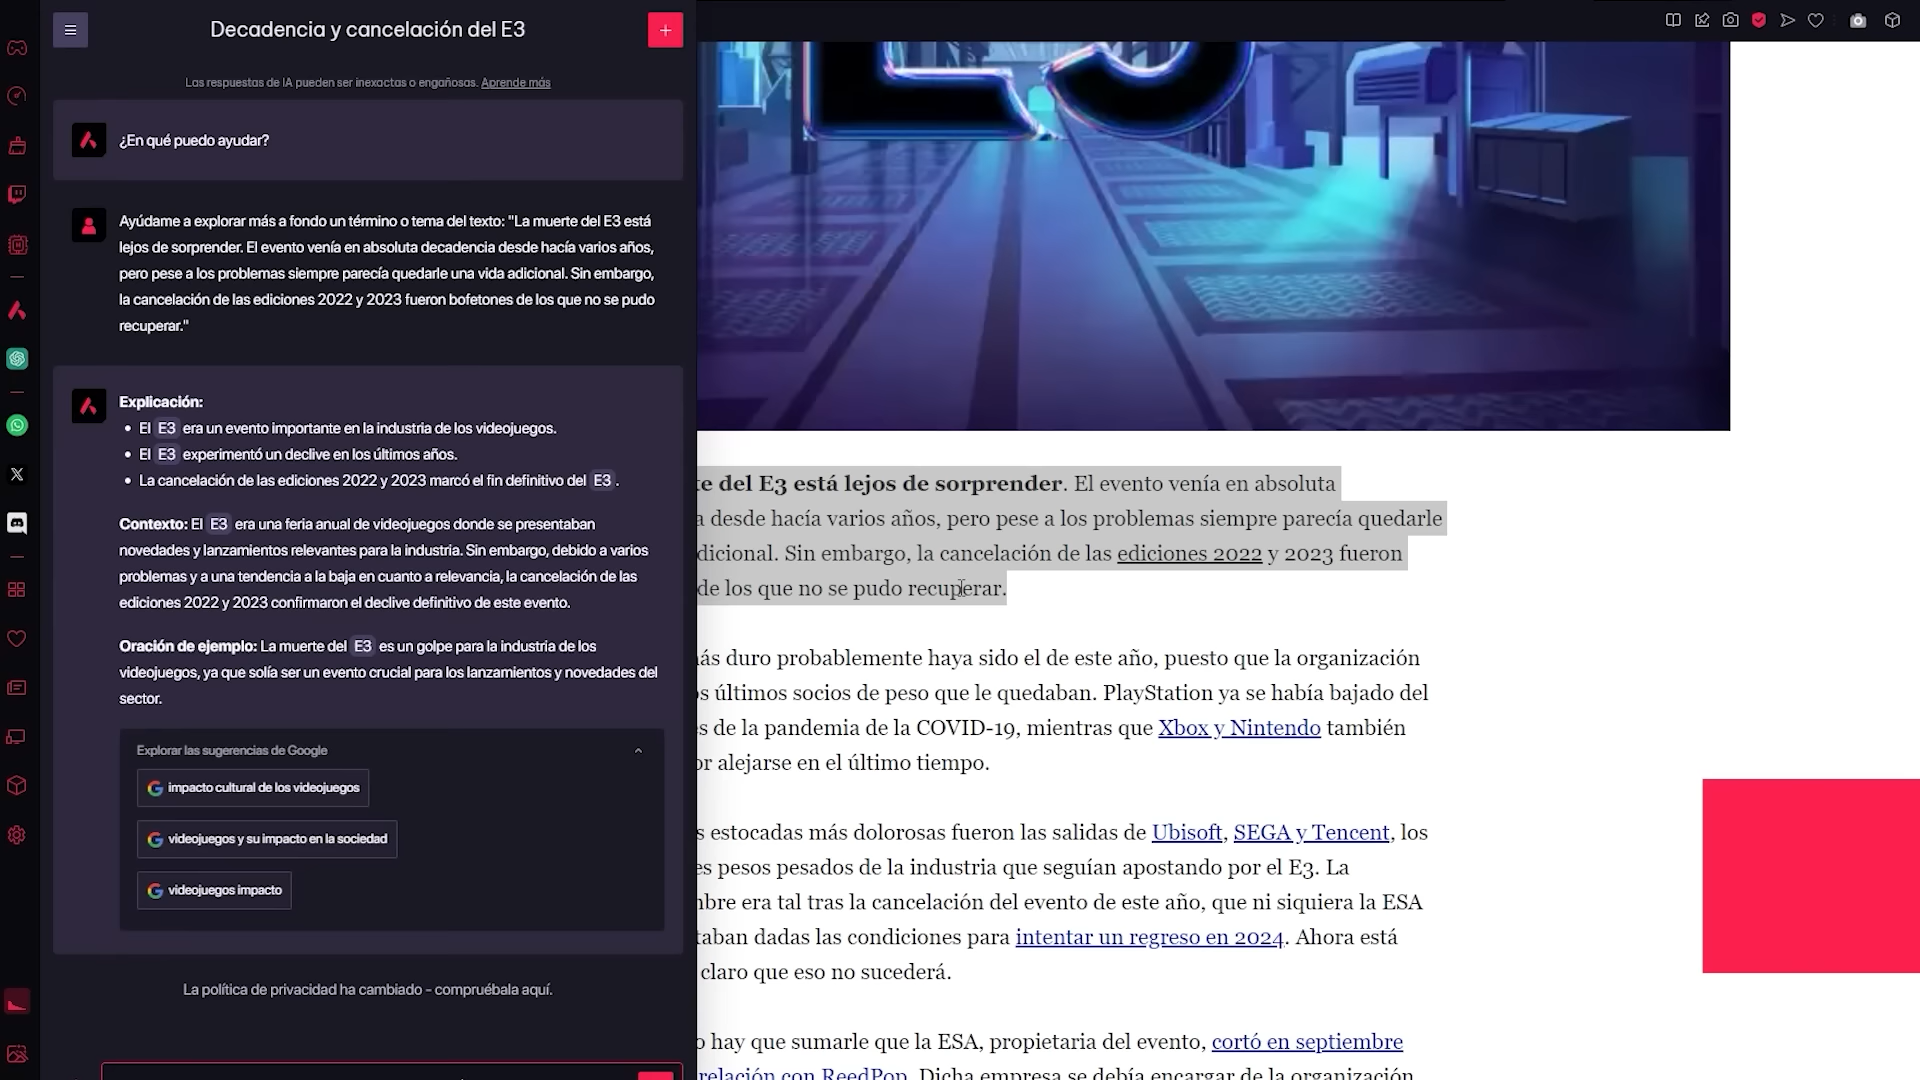 Decadencia y cancelación del E3
Las respuestas de IA pueden ser inexactas o engañosas. Aprende más
¿En qué puedo ayudar?
Ayúdame a explorar más a fondo un término o tema del texto: "La muerte del E3 está
lejos de sorprender. El evento venía en absoluta decadencia desde hacía varios años,
pero pese a los problemas siempre parecía quedarle una vida adicional. Sin embargo,
la cancelación de las ediciones 2022 y 2023 fueron bofetones de los que no se pudo
recuperar."
Explicación:
• El E3 era un evento importante en la industria de los videojuegos.
• El E3 experimentó un declive en los últimos años.
• La cancelación de las ediciones 2022 y 2023 marcó el fin definitivo del E3 .
Contexto: El E3 era una feria anual de videojuegos donde se presentaban
novedades y lanzamientos relevantes para la industria. Sin embargo, debido a varios
problemas y a una tendencia a la baja en cuanto a relevancia, la cancelación de las
ediciones 2022 y 2023 confirmaron el declive definitivo de este evento.
Oración de ejemplo: La muerte del E3 es un golpe para la industria de los
videojuegos, ya que solía ser un evento crucial para los lanzamientos y novedades del
sector.
Explorar las sugerencias de Google
impacto cultural de los videojuegos
videojuegos y su impacto en la sociedad
videojuegos impacto
La política de privacidad ha cambiado - compruébala aquí.
E3
del E3 está lejos de sorprender. El evento venía en absoluta
desde hacía varios años, pero pese a los problemas siempre parecía quedarle
dicional. Sin embargo, la cancelación de las ediciones 2022 y 2023 fueron
de los que no se pudo recuperar.
ás duro probablemente haya sido el de este año, puesto que la organización
s últimos socios de peso que le quedaban. PlayStation ya se había bajado del
s de la pandemia de la COVID-19, mientras que Xbox y Nintendo también
or alejarse en el último tiempo.
s estocadas más dolorosas fueron las salidas de Ubisoft, SEGA y Tencent, los
es pesos pesados de la industria que seguían apostando por el E3. La
bre era tal tras la cancelación del evento de este año, que ni siquiera la ESA
taban dadas las condiciones para intentar un regreso en 2024. Ahora está
claro que eso no sucederá.
o hay que sumarle que la ESA, propietaria del evento, cortó en septiembre
relación con ReedPop. Dicha empresa se debía encargar de la organización